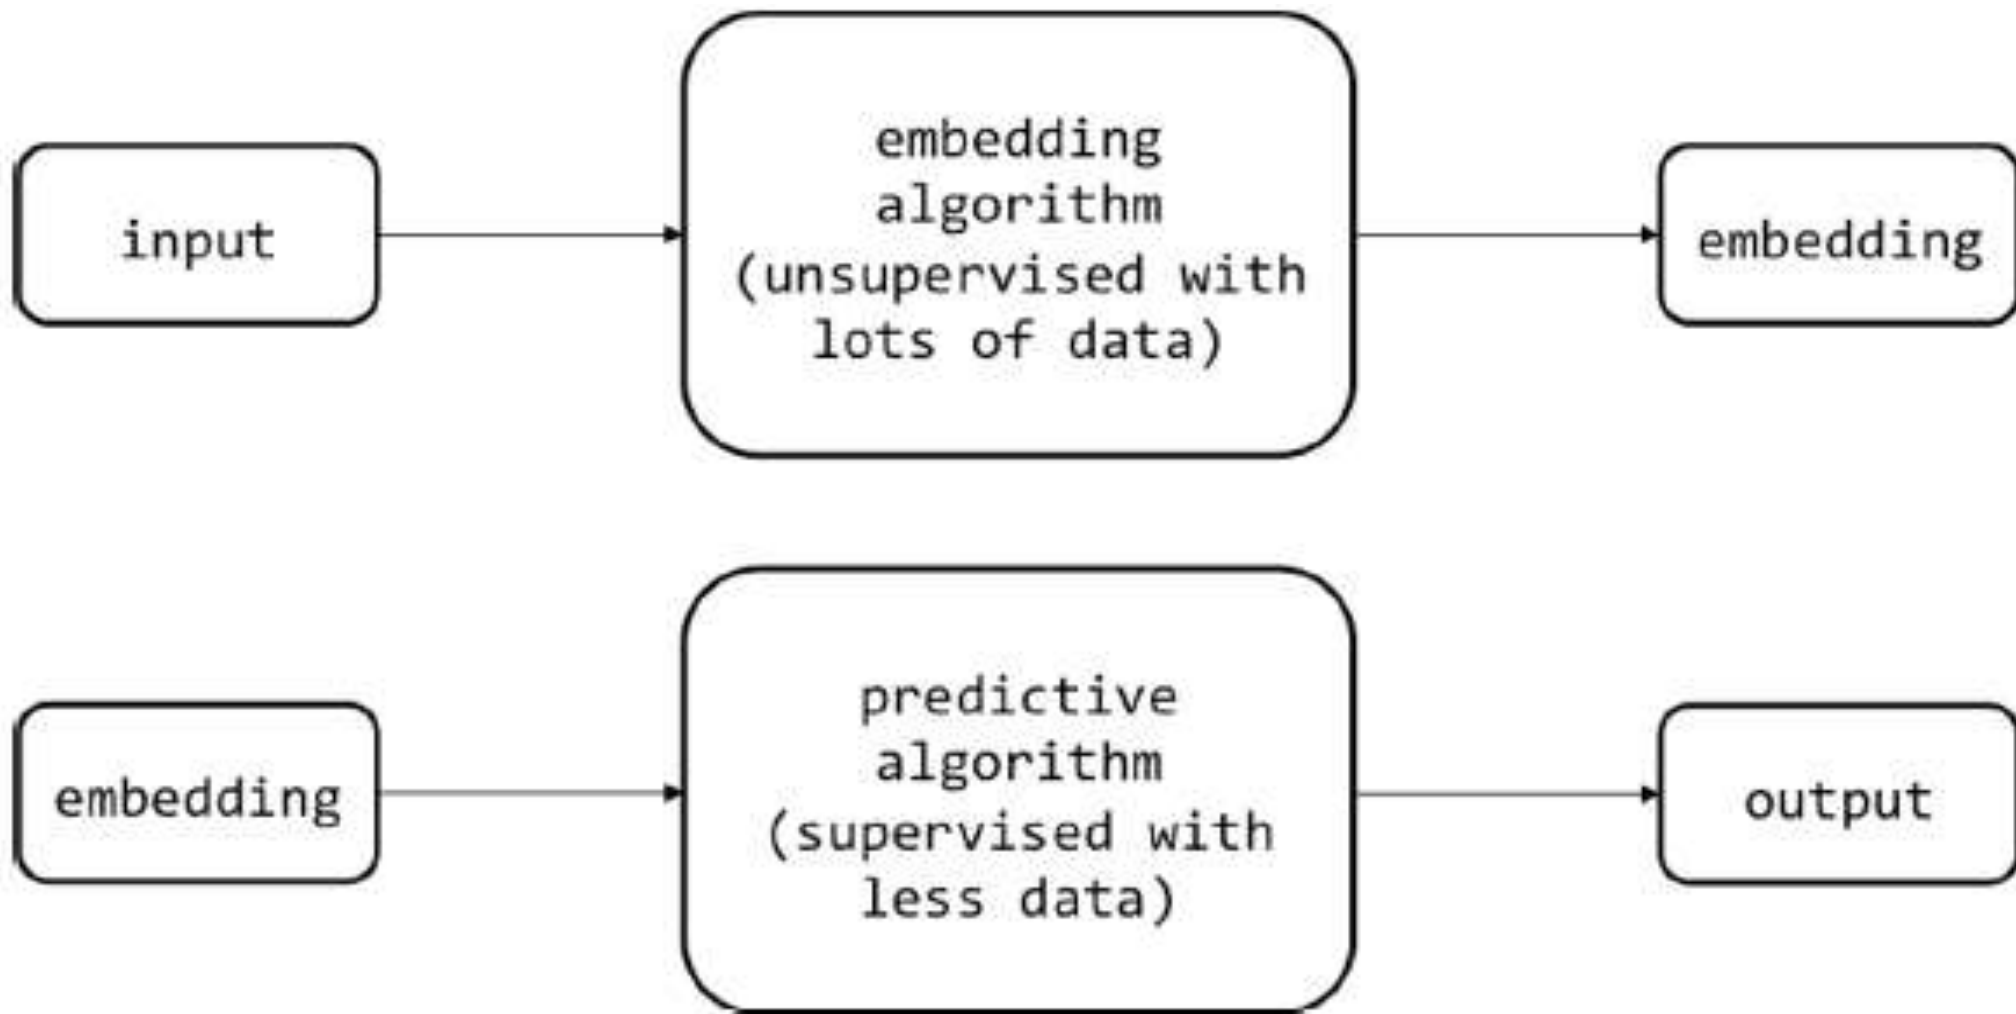 input
embedding
algorithm
(unsupervised with
lots of data)
embedding
embedding
predictive
algorithm
(supervised with
less data)
output